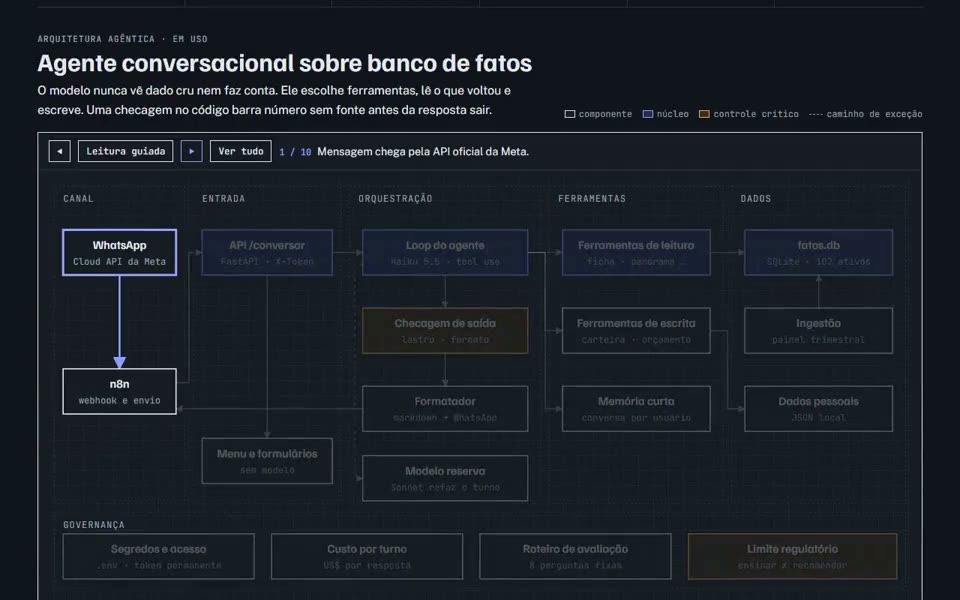 ARQUITETURA AGÊNTICA · EM USO
Agente conversacional sobre banco de fatos
O modelo nunca vê dado cru nem faz conta. Ele escolhe ferramentas, lê o que voltou e
escreve. Uma checagem no código barra número sem fonte antes da resposta sair.
componente
núcleo
controle crítico
caminho de exceção
Leitura guiada
Ver tudo
1 / 10 Mensagem chega pela API oficial da Meta.
CANAL
ENTRADA
ORQUESTRAÇÃO
FERRAMENTAS
DADOS
WhatsApp
Cloud API da Meta
API /conversar
FastAPI · X-Token
Loop do agente
Haiku 5.5 · tool use
Ferramentas de leitura
ficha · panorama …
fatos.db
SQLite · 102 ativos
Checagem de saída
lastro · formato
Ferramentas de escrita
carteira · orçamento
Ingestão
painel trimestral
n8n
webhook e envio
Formatador
markdown → WhatsApp
Memória curta
conversa por usuário
Dados pessoais
JSON local
Menu e formulários
sem modelo
Modelo reserva
Sonnet refaz o turno
GOVERNANÇA
Segredos e acesso
.env · token permanente
Custo por turno
US$ por resposta
Roteiro de avaliação
8 perguntas fixas
Limite regulatório
ensinar ≠ recomendar